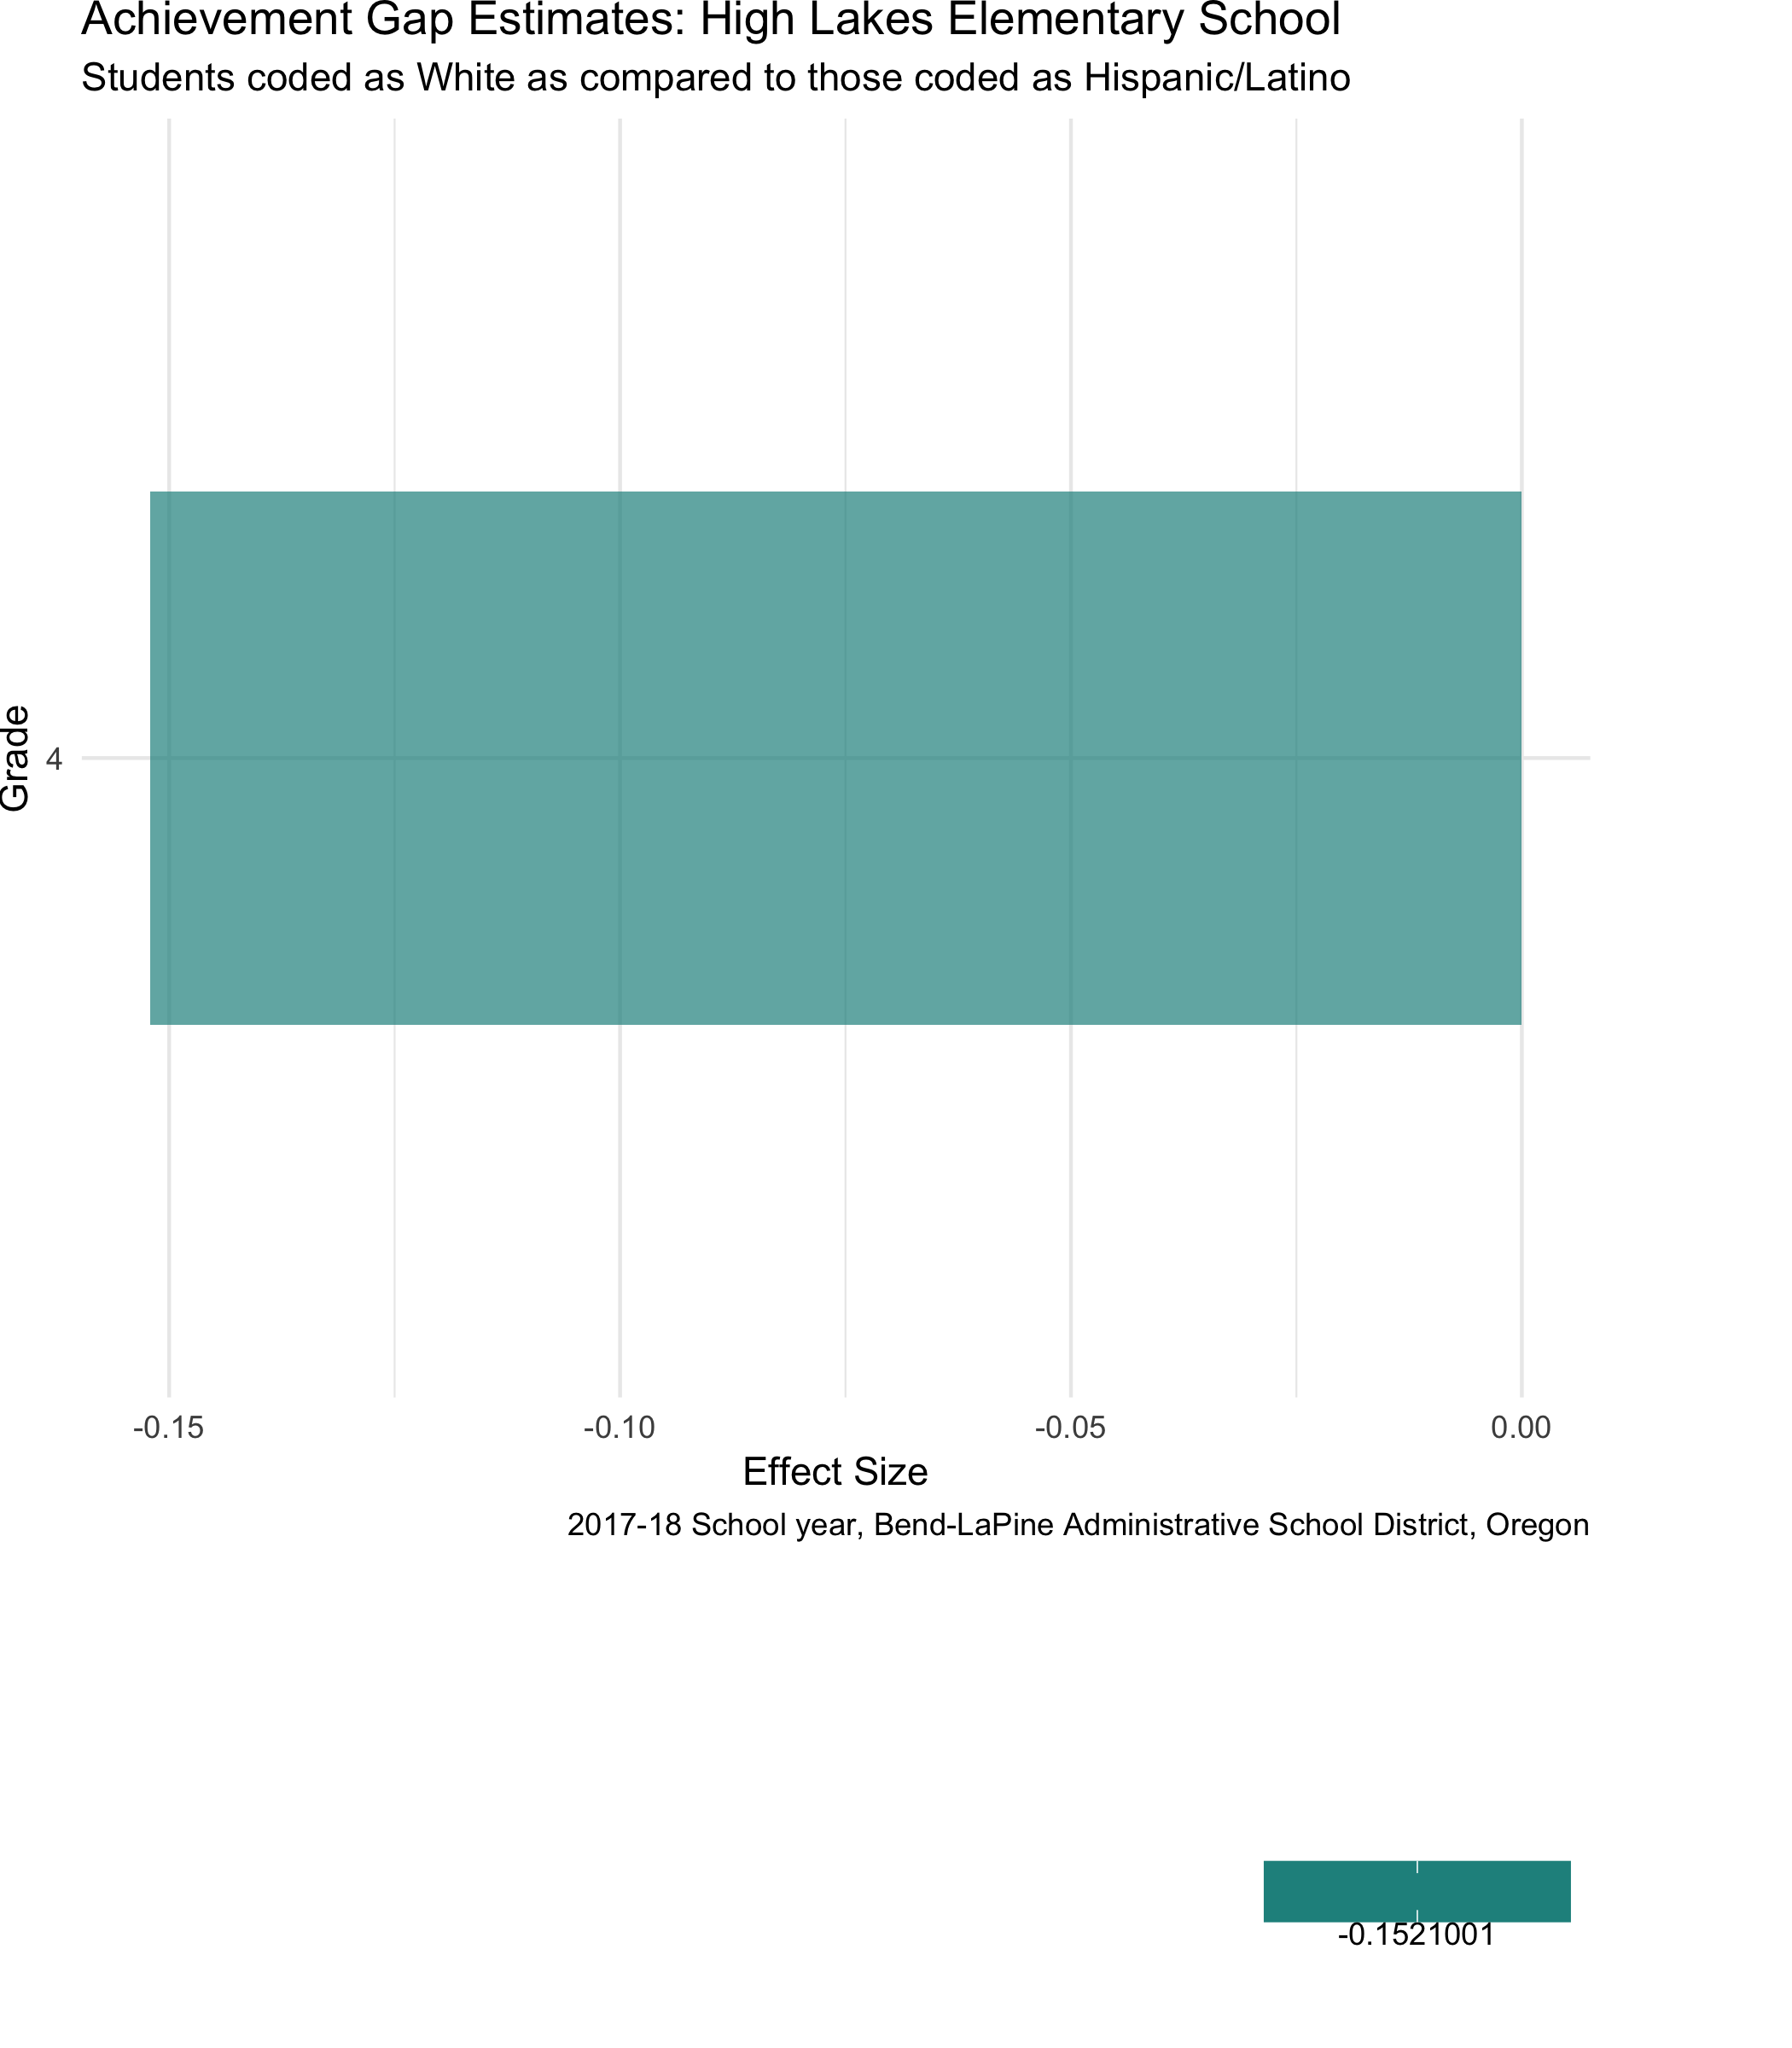 Achievement Gap Estimates: High Lakes Elementary School
Students coded as White as compared to those coded as Hispanic/Latino
Grade
4
-0.15 -0.10 -0.05 0.00
Effect Size
2017-18 School year, Bend-LaPine Administrative School District, Oregon
-0.1521001